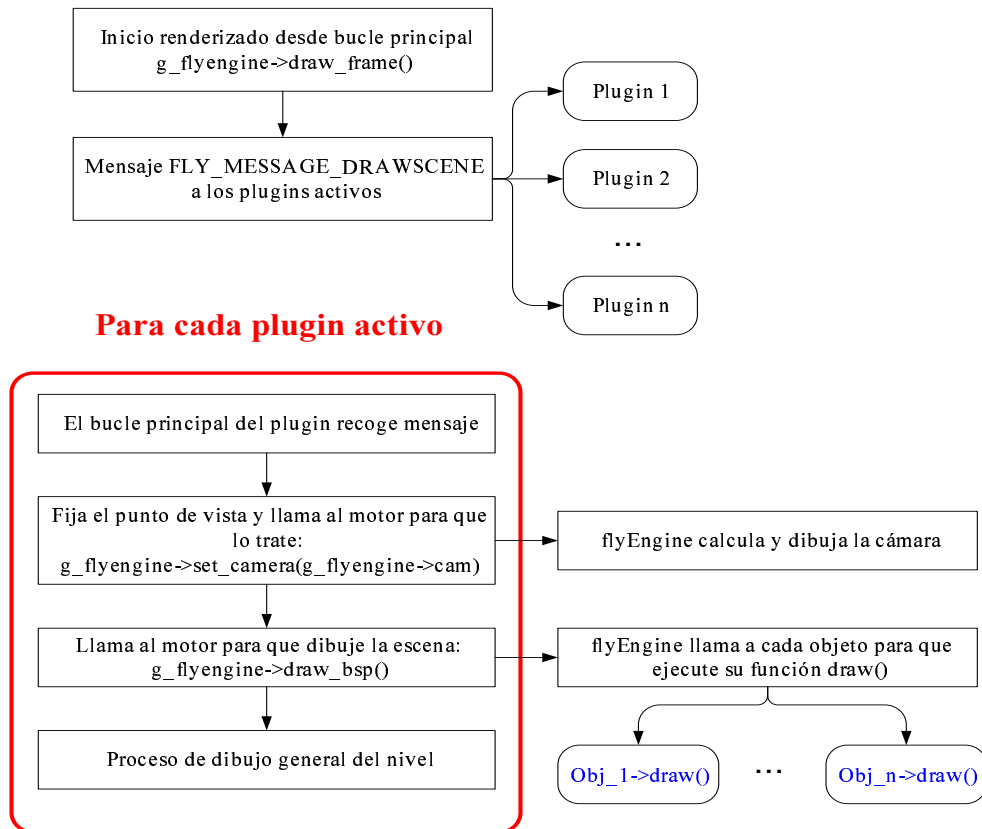 Inicio renderizado desde bucle principal
g_flyengine->draw_frame()
Mensaje FLY_MESSAGE_DRAWSCENE
a los plugins activos
Plugin 1
Plugin 2
...
Plugin n
Para cada plugin activo
El bucle principal del plugin recoge mensaje
Fija el punto de vista y llama al motor para que
lo trate:
g_flyengine->set_camera(g_flyengine->cam)
flyEngine calcula y dibuja la cámara
Llama al motor para que dibuje la escena:
g_flyengine->draw_bsp()
flyEngine llama a cada objeto para que
ejecute su función draw()
Proceso de dibujo general del nivel
Obj_1->draw()
...
Obj_n->draw()